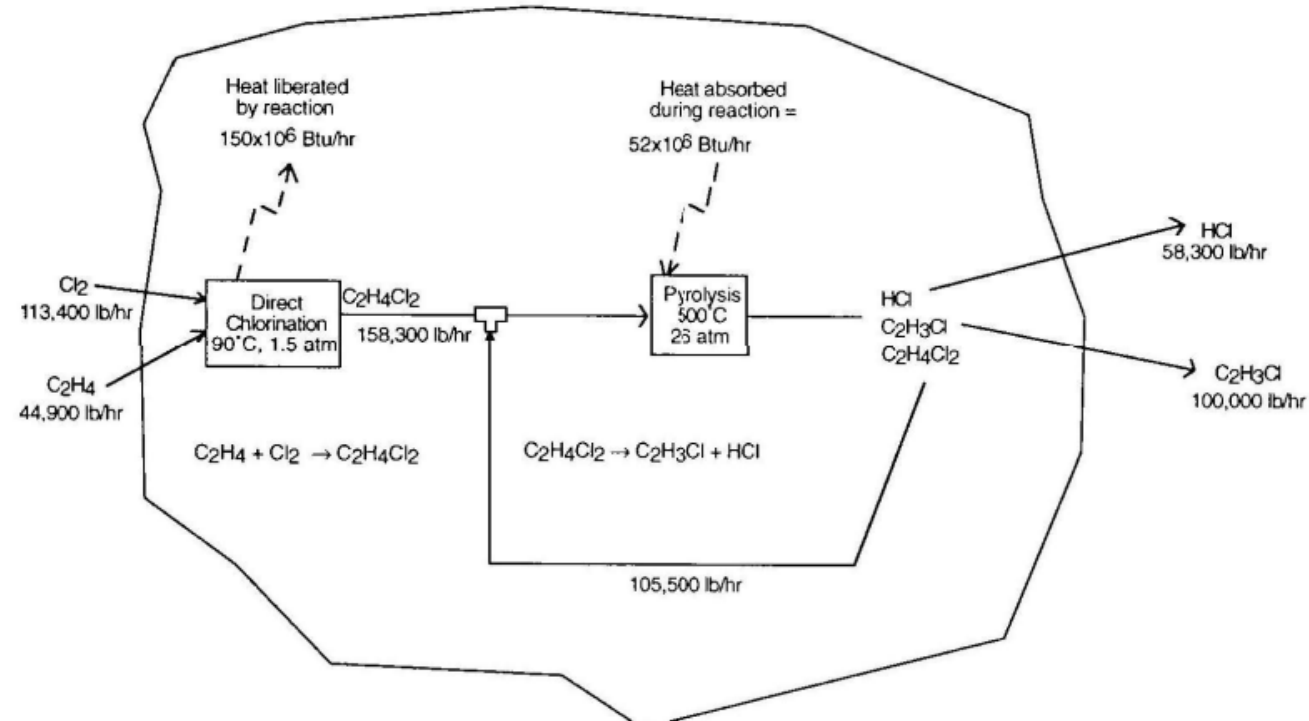 Heat liberated
by reaction
150x10⁶ Btu/hr
Heat absorbed
during reaction =
52x10⁶ Btu/hr
Cl₂
113,400 lb/hr
C₂H₄
44,900 lb/hr
Direct
Chlorination
90˚C, 1.5 atm
C₂H₄Cl₂
158,300 lb/hr
Pyrolysis
500˚C
26 atm
HCl
C₂H₃Cl
C₂H₄Cl₂
HCl
58,300 lb/hr
C₂H₃Cl
100,000 lb/hr
C₂H₄ + Cl₂ → C₂H₄Cl₂
C₂H₄Cl₂ → C₂H₃Cl + HCl
105,500 lb/hr